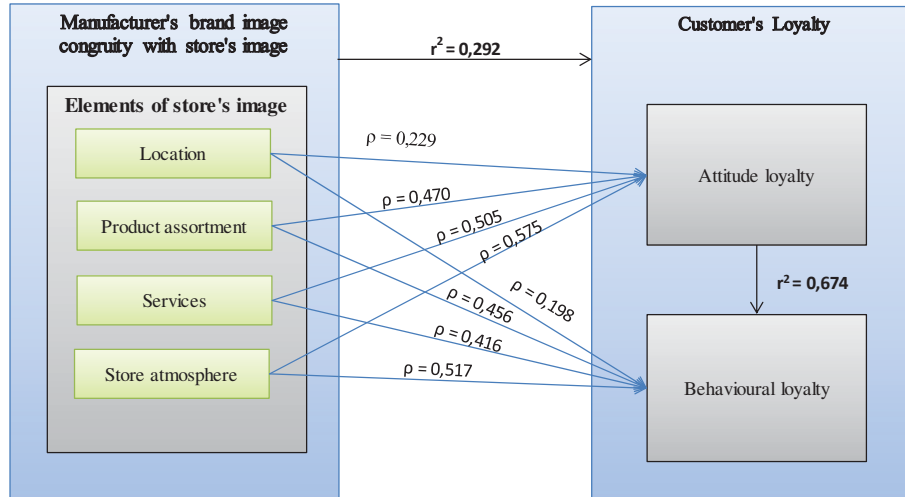 Manufacturer's brand image
congruity with store's image
Customer's Loyalty
r² = 0,292
Elements of store's image
Location
ρ = 0,229
Attitude loyalty
ρ = 0,470
Product assortment
ρ = 0,505
ρ = 0,575
Services
r² = 0,674
ρ = 0,198
ρ = 0,456
ρ = 0,416
Store atmosphere
ρ = 0,517
Behavioural loyalty